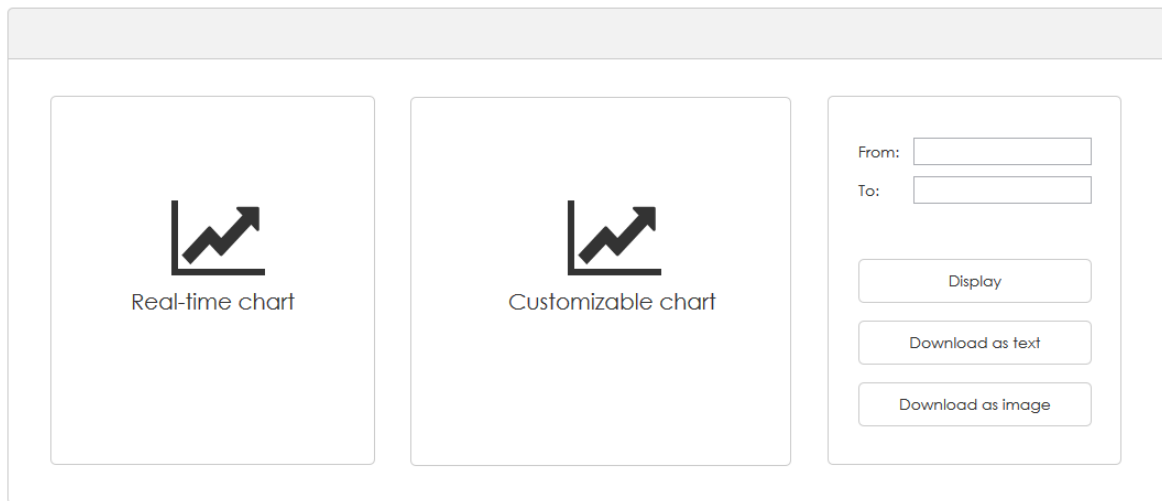 Real-time chart
Customizable chart
From:
To:
Display
Download as text
Download as image